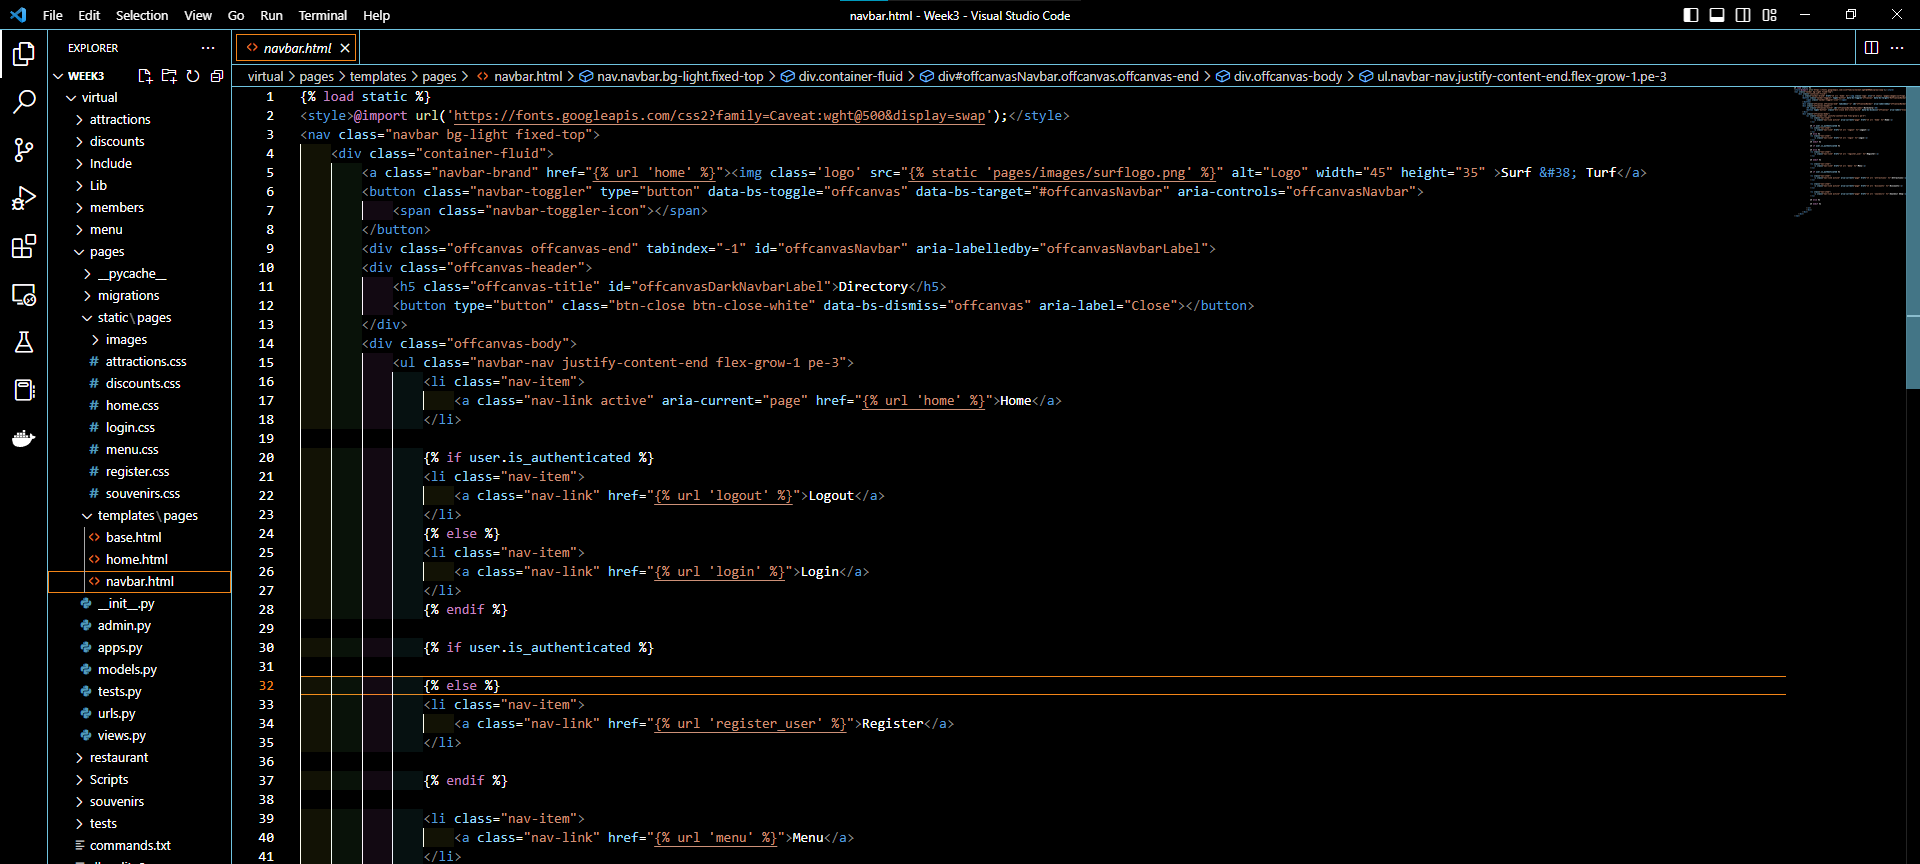 File Edit Selection View Go Run Terminal Help
navbar.html - Week3 - Visual Studio Code
EXPLORER
WEEK3
virtual
attractions
discounts
Include
Lib
members
menu
pages
__pycache__
migrations
static\pages
images
attractions.css
discounts.css
home.css
login.css
menu.css
register.css
souvenirs.css
templates\pages
base.html
home.html
navbar.html
__init__.py
admin.py
apps.py
models.py
tests.py
urls.py
views.py
restaurant
Scripts
souvenirs
tests
commands.txt
navbar.html
virtual > pages > templates > pages > navbar.html > nav.navbar.bg-light.fixed-top > div.container-fluid > div#offcanvasNavbar.offcanvas.offcanvas-end > div.offcanvas-body > ul.navbar-nav.justify-content-end.flex-grow-1.pe-3
1 {% load static %}
2 <style>@import url('https://fonts.googleapis.com/css2?family=Caveat:wght@500&display=swap');</style>
3 <nav class="navbar bg-light fixed-top">
4 <div class="container-fluid">
5 <a class="navbar-brand" href="{% url 'home' %}"><img class='logo' src="{% static 'pages/images/surflogo.png' %}" alt="Logo" width="45" height="35" >Surf &#38; Turf</a>
6 <button class="navbar-toggler" type="button" data-bs-toggle="offcanvas" data-bs-target="#offcanvasNavbar" aria-controls="offcanvasNavbar">
7 <span class="navbar-toggler-icon"></span>
8 </button>
9 <div class="offcanvas offcanvas-end" tabindex="-1" id="offcanvasNavbar" aria-labelledby="offcanvasNavbarLabel">
10 <div class="offcanvas-header">
11 <h5 class="offcanvas-title" id="offcanvasDarkNavbarLabel">Directory</h5>
12 <button type="button" class="btn-close btn-close-white" data-bs-dismiss="offcanvas" aria-label="Close"></button>
13 </div>
14 <div class="offcanvas-body">
15 <ul class="navbar-nav justify-content-end flex-grow-1 pe-3">
16 <li class="nav-item">
17 <a class="nav-link active" aria-current="page" href="{% url 'home' %}">Home</a>
18 </li>
19
20 {% if user.is_authenticated %}
21 <li class="nav-item">
22 <a class="nav-link" href="{% url 'logout' %}">Logout</a>
23 </li>
24 {% else %}
25 <li class="nav-item">
26 <a class="nav-link" href="{% url 'login' %}">Login</a>
27 </li>
28 {% endif %}
29
30 {% if user.is_authenticated %}
31
32 {% else %}
33 <li class="nav-item">
34 <a class="nav-link" href="{% url 'register_user' %}">Register</a>
35 </li>
36
37 {% endif %}
38
39 <li class="nav-item">
40 <a class="nav-link" href="{% url 'menu' %}">Menu</a>
41 </li>